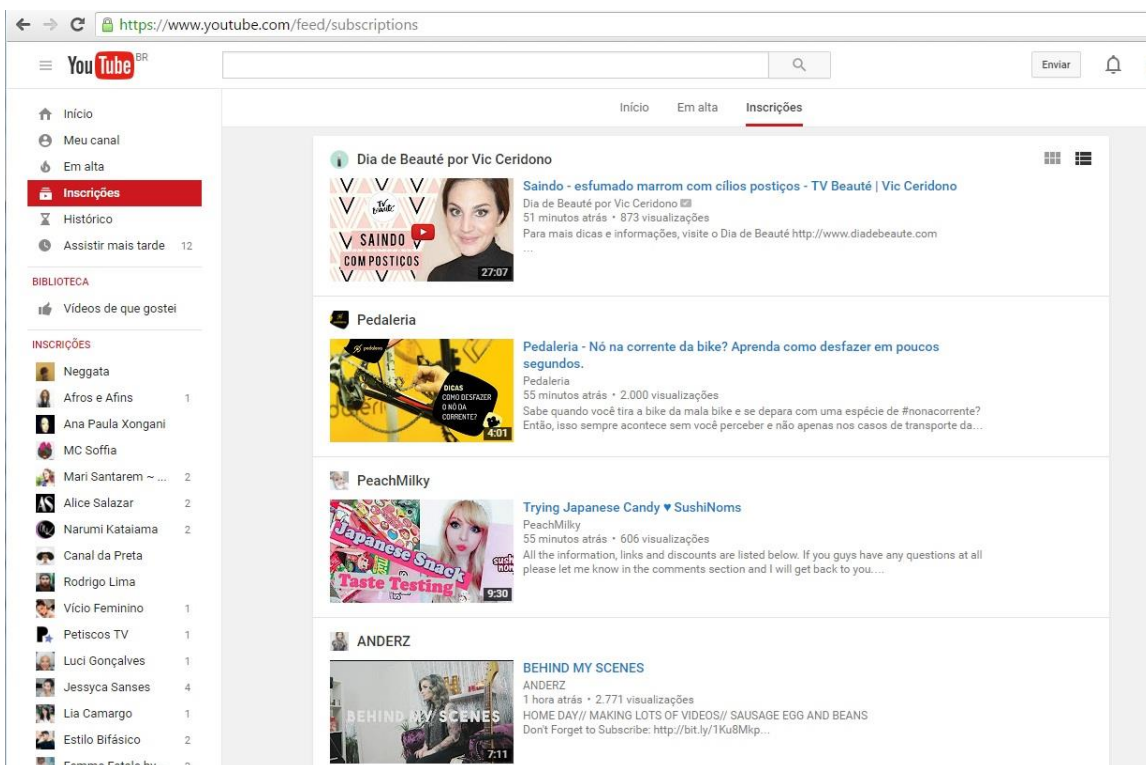 https://www.youtube.com/feed/subscriptions
YouTube BR
Enviar
Início
Meu canal
Em alta
Inscrições
Histórico
Assistir mais tarde 12
BIBLIOTECA
Vídeos de que gostei
INSCRIÇÕES
Neggata
Afros e Afins 1
Ana Paula Xongani
MC Soffia
Mari Santarem ~ ... 2
Alice Salazar 2
Narumi Kataiama 2
Canal da Preta
Rodrigo Lima
Vício Feminino 1
Petiscos TV 1
Luci Gonçalves 1
Jessyca Sanses 4
Lia Camargo 1
Estilo Bifásico 2
Início Em alta Inscrições
Dia de Beauté por Vic Ceridono
TV
Beauté
SAINDO
COM POSTIÇOS
27:07
Saindo - esfumado marrom com cílios postiços - TV Beauté | Vic Ceridono
Dia de Beauté por Vic Ceridono
51 minutos atrás • 873 visualizações
Para mais dicas e informações, visite o Dia de Beauté http://www.diadebeaute.com
...
Pedaleria
pedaleria
DICAS
COMO DESFAZER
O NÓ DA
CORRENTE?
4:01
Pedaleria - Nó na corrente da bike? Aprenda como desfazer em poucos
segundos.
Pedaleria
55 minutos atrás • 2.000 visualizações
Sabe quando você tira a bike da mala bike e se depara com uma espécie de #nonacorrente?
Então, isso sempre acontece sem você perceber e não apenas nos casos de transporte da...
PeachMilky
Japanese Snack
Taste Testing
9:30
Trying Japanese Candy ♥ SushiNoms
PeachMilky
55 minutos atrás • 606 visualizações
All the information, links and discounts are listed below. If you guys have any questions at all
please let me know in the comments section and I will get back to you....
ANDERZ
BEHIND MY SCENES
7:11
BEHIND MY SCENES
ANDERZ
1 hora atrás • 2.771 visualizações
HOME DAY// MAKING LOTS OF VIDEOS// SAUSAGE EGG AND BEANS
Don't Forget to Subscribe: http://bit.ly/1Ku8Mkp...